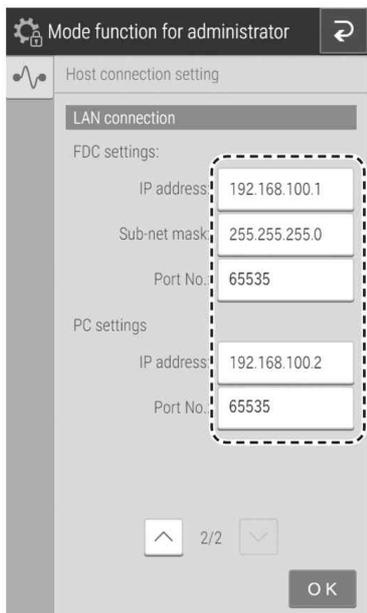 Mode function for administrator
Host connection setting
LAN connection
FDC settings:
IP address: 192.168.100.1
Sub-net mask: 255.255.255.0
Port No.: 65535
PC settings
IP address: 192.168.100.2
Port No.: 65535
2/2
OK